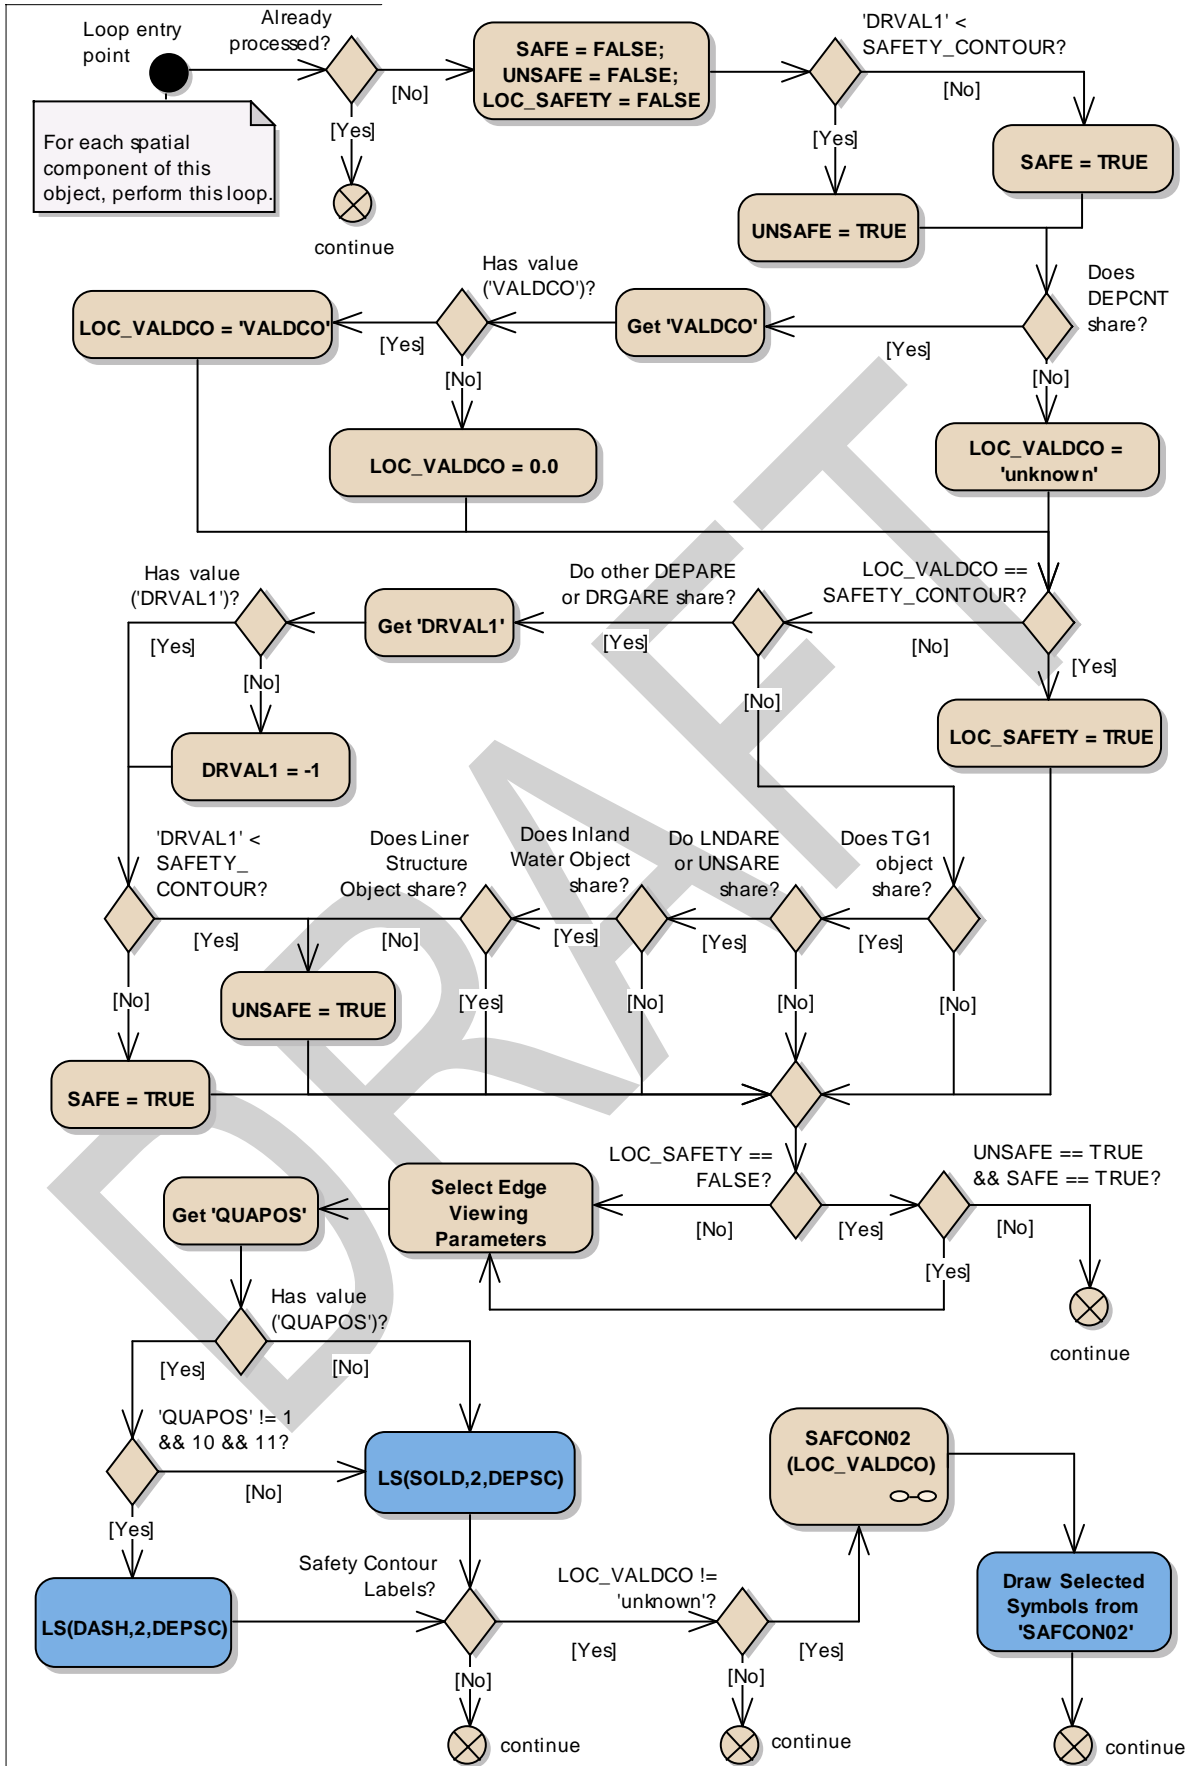 Loop entry
point
Already
processed?
SAFE = FALSE;
UNSAFE = FALSE;
LOC_SAFETY = FALSE
'DRVAL1' <
SAFETY_CONTOUR?
[No]
[No]
[Yes]
[Yes]
For each spatial
component of this
object, perform this loop.
SAFE = TRUE
UNSAFE = TRUE
continue
Has value
('VALDCO')?
Does
DEPCNT
share?
LOC_VALDCO = 'VALDCO'
Get 'VALDCO'
[Yes]
[Yes]
[No]
[No]
LOC_VALDCO = 0.0
LOC_VALDCO =
'unknown'
Has value
('DRVAL1')?
Do other DEPARE
or DRGARE share?
LOC_VALDCO ==
SAFETY_CONTOUR?
Get 'DRVAL1'
[Yes]
[Yes]
[No]
[Yes]
[No]
[No]
LOC_SAFETY = TRUE
DRVAL1 = -1
'DRVAL1' <
SAFETY_
CONTOUR?
Does Liner
Structure
Object share?
Does Inland
Water Object
share?
Do LNDARE
or UNSARE
share?
Does TG1
object
share?
[Yes]
[No]
[Yes]
[Yes]
[Yes]
[No]
[Yes]
[No]
[No]
[No]
UNSAFE = TRUE
SAFE = TRUE
LOC_SAFETY ==
FALSE?
UNSAFE == TRUE
&& SAFE == TRUE?
Select Edge
Viewing
Parameters
Get 'QUAPOS'
[No]
[Yes]
[No]
[Yes]
Has value
('QUAPOS')?
continue
[Yes]
[No]
'QUAPOS' != 1
&& 10 && 11?
SAFCON02
(LOC_VALDCO)
LS(SOLD,2,DEPSC)
[No]
[Yes]
Safety Contour
Labels?
LOC_VALDCO !=
'unknown'?
Draw Selected
Symbols from
'SAFCON02'
LS(DASH,2,DEPSC)
[Yes]
[Yes]
[No]
[No]
continue
continue
continue
DRAFT